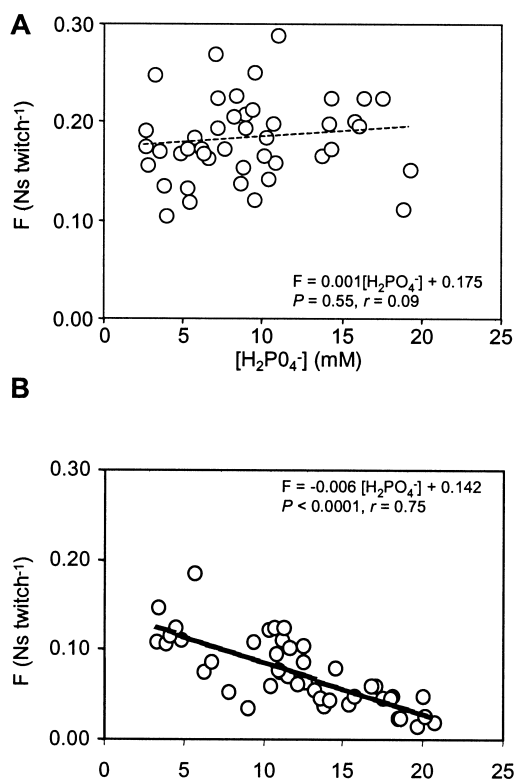 A
0.30
0.20
0.10
0.00
F (Ns twitch⁻¹)
F = 0.001[H₂PO₄⁻] + 0.175
P = 0.55, r = 0.09
0 5 10 15 20 25
[H₂P0₄⁻] (mM)
B
0.30
0.20
0.10
0.00
F (Ns twitch⁻¹)
F = -0.006 [H₂PO₄⁻] + 0.142
P < 0.0001, r = 0.75
0 5 10 15 20 25